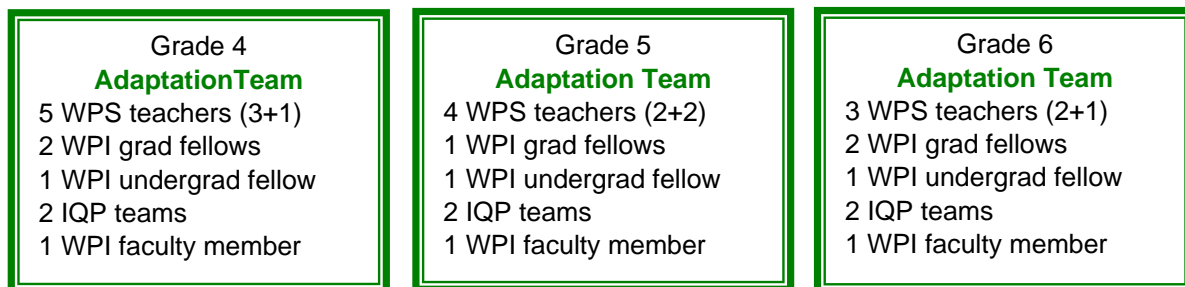 Grade 4
AdaptationTeam
5 WPS teachers (3+1)
2 WPI grad fellows
1 WPI undergrad fellow
2 IQP teams
1 WPI faculty member
Grade 5
Adaptation Team
4 WPS teachers (2+2)
1 WPI grad fellows
1 WPI undergrad fellow
2 IQP teams
1 WPI faculty member
Grade 6
Adaptation Team
3 WPS teachers (2+1)
2 WPI grad fellows
1 WPI undergrad fellow
2 IQP teams
1 WPI faculty member